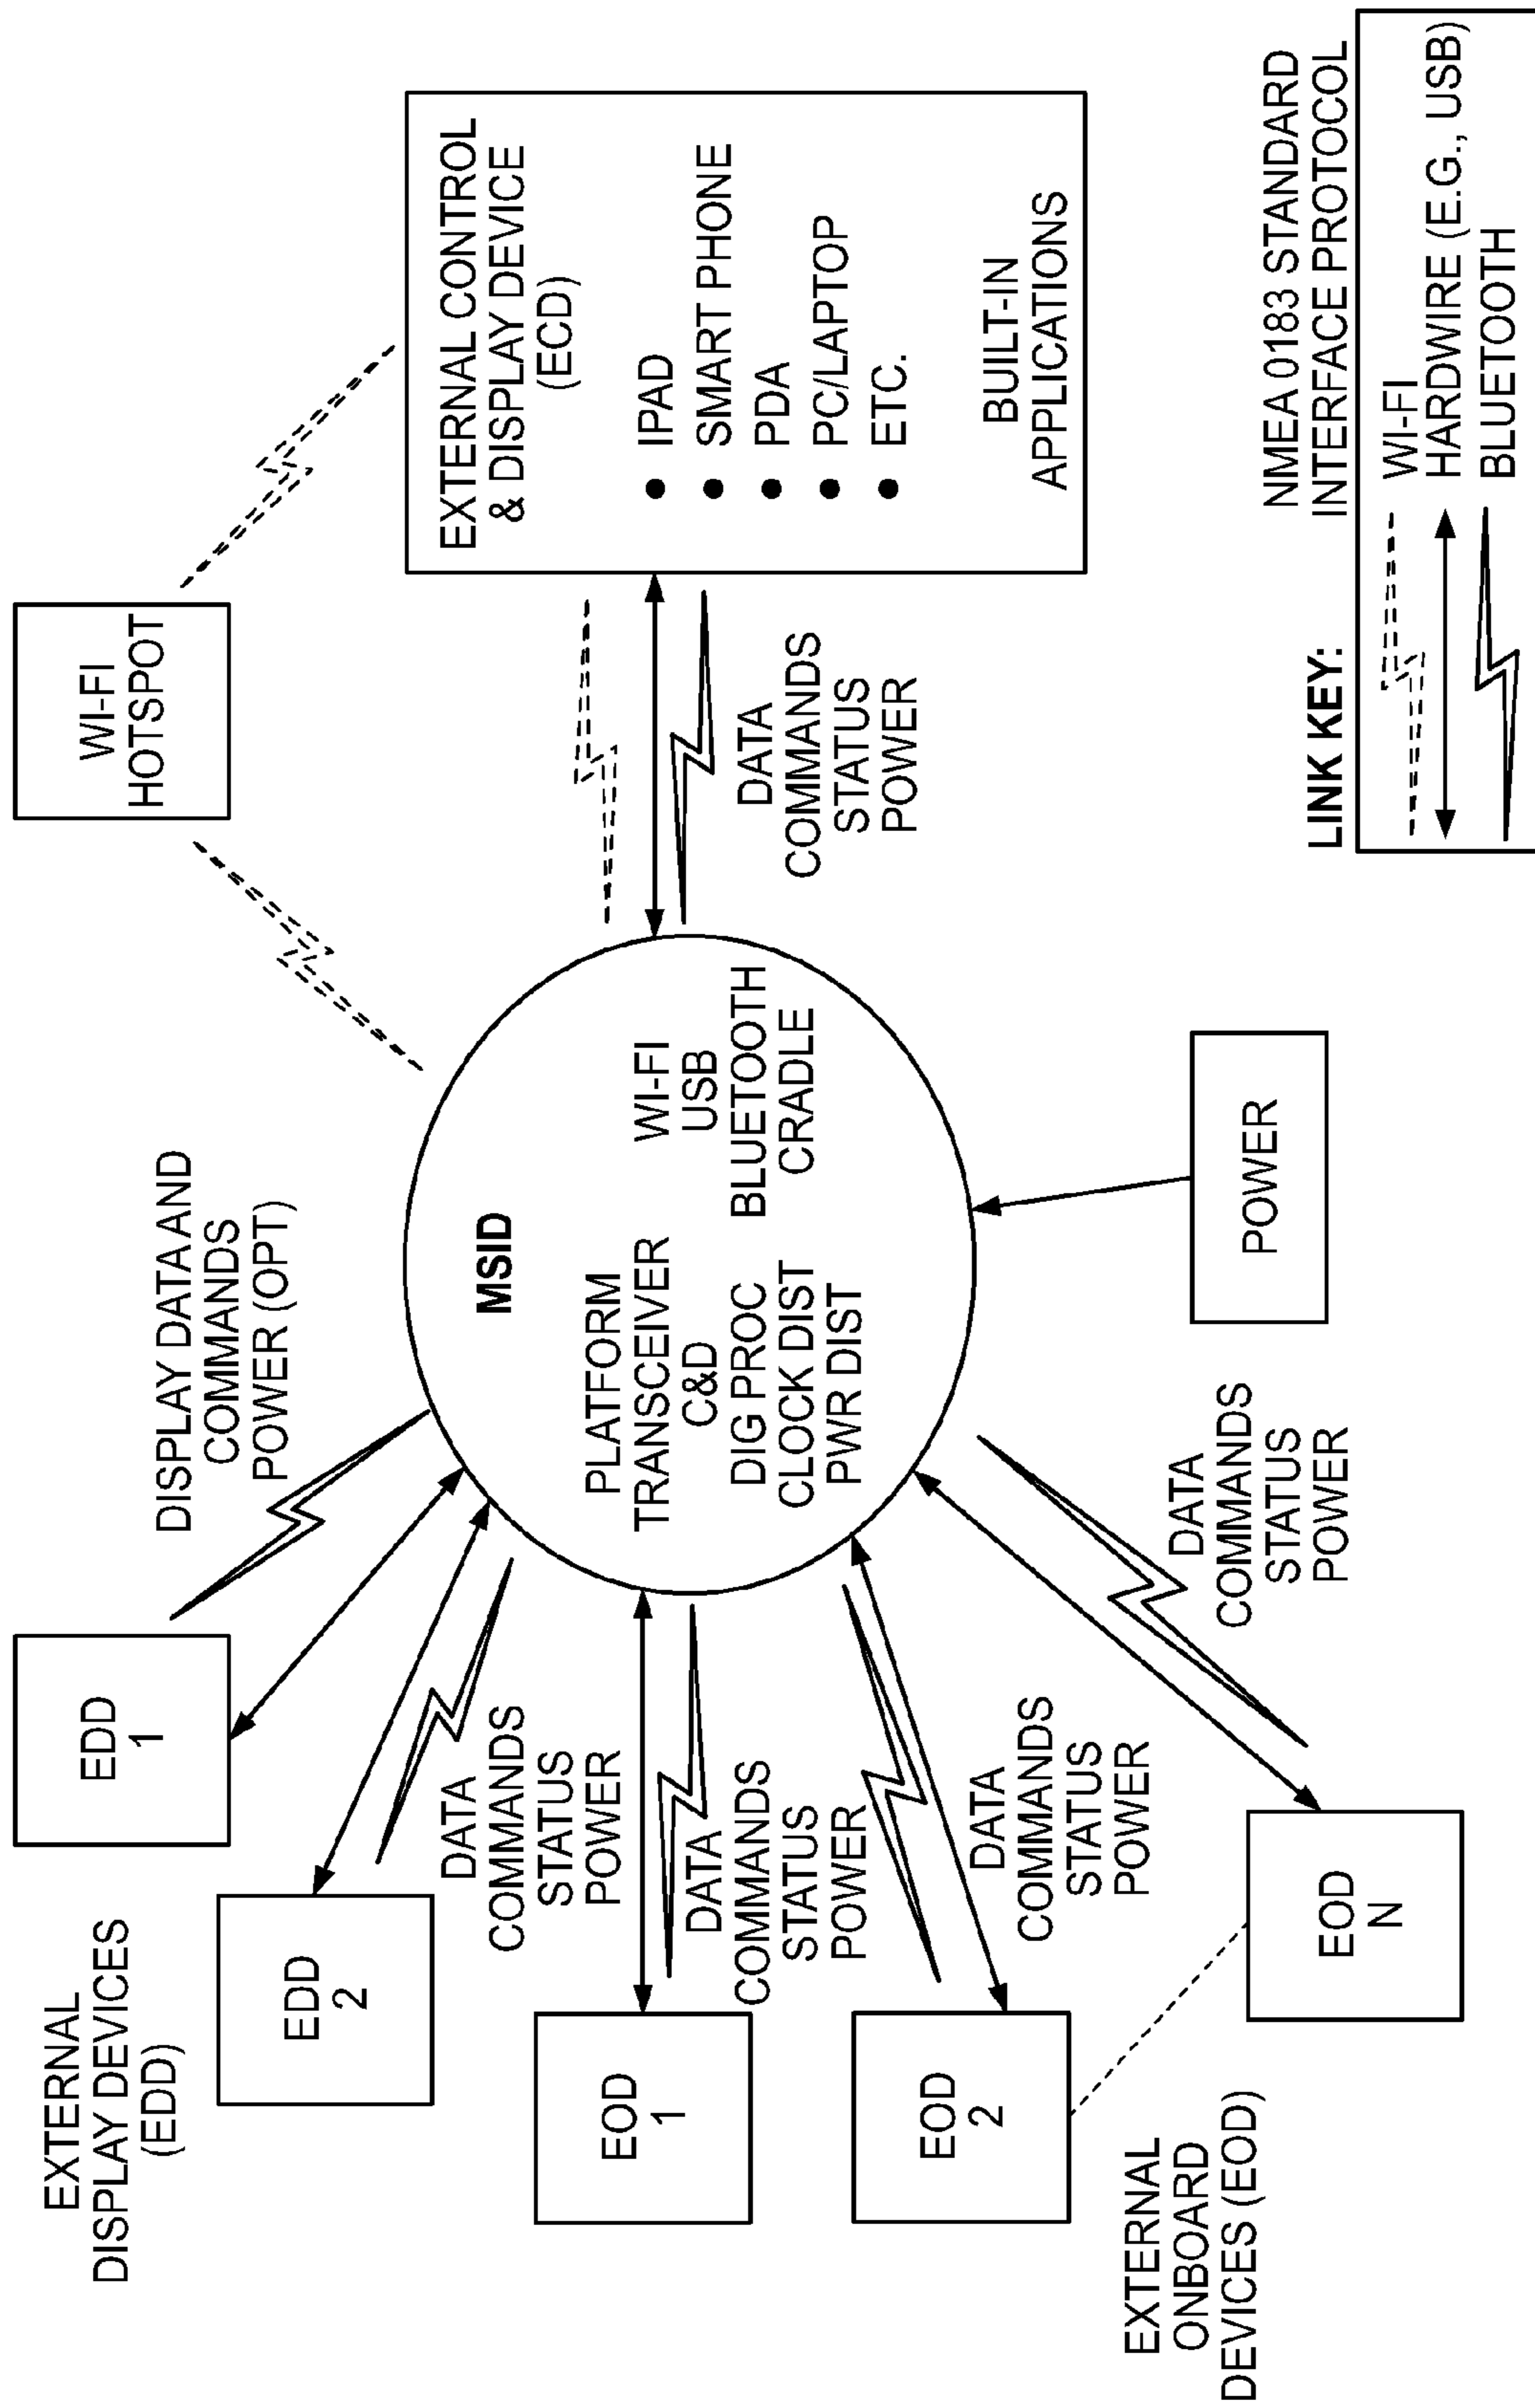 EXTERNAL
DISPLAY DEVICES
(EDD)
EDD
1
DISPLAY DATA AND
COMMANDS
POWER (OPT)
WI-FI
HOTSPOT
EDD
2
DATA
COMMANDS
STATUS
POWER
MSID
PLATFORM
TRANSCEIVER
C&D
DIG PROC
CLOCK DIST
PWR DIST
WI-FI
USB
BLUETOOTH
CRADLE
DATA
COMMANDS
STATUS
POWER
EXTERNAL CONTROL
& DISPLAY DEVICE
(ECD)
• IPAD
• SMART PHONE
• PDA
• PC/LAPTOP
• ETC.
BUILT-IN
APPLICATIONS
EOD
1
DATA
COMMANDS
STATUS
POWER
EOD
2
DATA
COMMANDS
STATUS
POWER
EXTERNAL
ONBOARD
DEVICES (EOD)
EOD
N
DATA
COMMANDS
STATUS
POWER
POWER
NMEA 0183 STANDARD
INTERFACE PROTOCOL
LINK KEY:
WI-FI
HARDWIRE (E.G., USB)
BLUETOOTH